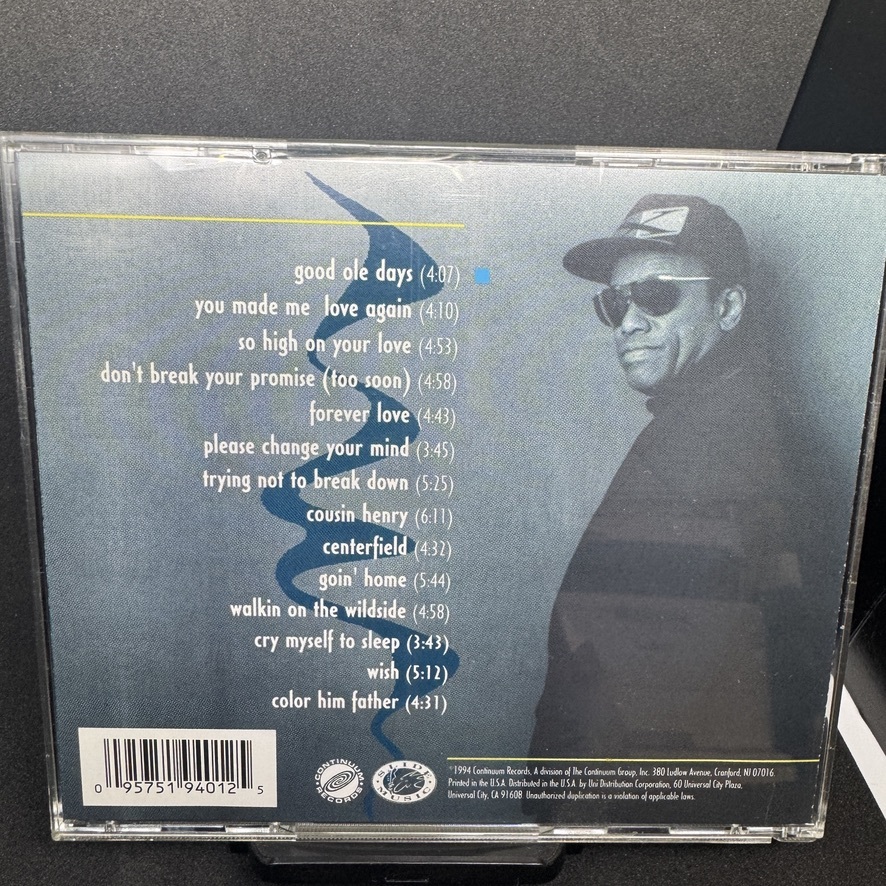 good ole days (4:07)
you made me love again (4:10)
so high on your love (4:53)
don't break your promise (too soon) (4:58)
forever love (4:43)
please change your mind (3:45)
trying not to break down (5:25)
cousin henry (6:11)
centerfield (4:32)
goin' home (5:44)
walkin on the wildside (4:58)
cry myself to sleep (3:43)
wish (5:12)
color him father (4:31)
0 95751 94012 5
CONTINUUM RECORDS
SLIDE MUSIC
©1994 Continuum Records, A division of The Continuum Group, Inc. 380 Ludlow Avenue, Cranford, NJ 07016.
Printed in the U.S.A. Distributed in the U.S.A. by Uni Distribution Corporation, 60 Universal City Plaza,
Universal City, CA 91608 Unauthorized duplication is a violation of applicable laws.